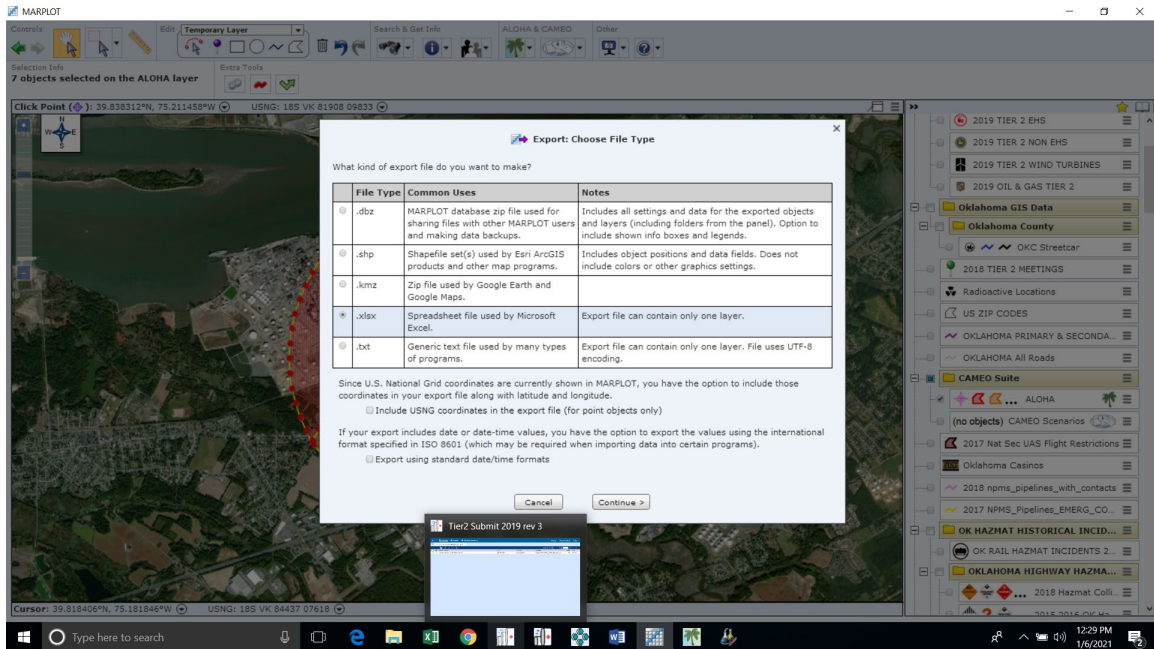 MARPLOT
Controls
Edit Temporary Layer
Search & Get Info
ALOHA & CAMEO
Other
Selection Info
7 objects selected on the ALOHA layer
Extra Tools
Click Point ( ): 39.838312°N, 75.211458°W USNG: 18S VK 81908 09833
N
W E
S
Export: Choose File Type
What kind of export file do you want to make?
File Type Common Uses Notes
.dbz MARPLOT database zip file used for sharing files with other MARPLOT users and making data backups. Includes all settings and data for the exported objects and layers (including folders from the panel). Option to include shown info boxes and legends.
.shp Shapefile set(s) used by Esri ArcGIS products and other map programs. Includes object positions and data fields. Does not include colors or other graphics settings.
.kmz Zip file used by Google Earth and Google Maps.
.xlsx Spreadsheet file used by Microsoft Excel. Export file can contain only one layer.
.txt Generic text file used by many types of programs. Export file can contain only one layer. File uses UTF-8 encoding.
Since U.S. National Grid coordinates are currently shown in MARPLOT, you have the option to include those
coordinates in your export file along with latitude and longitude.
Include USNG coordinates in the export file (for point objects only)
If your export includes date or date-time values, you have the option to export the values using the international
format specified in ISO 8601 (which may be required when importing data into certain programs).
Export using standard date/time formats
Cancel
Continue >
Tier2 Submit 2019 rev 3
2019 TIER 2 EHS
2019 TIER 2 NON EHS
2019 TIER 2 WIND TURBINES
2019 OIL & GAS TIER 2
Oklahoma GIS Data
Oklahoma County
OKC Streetcar
2018 TIER 2 MEETINGS
Radioactive Locations
US ZIP CODES
OKLAHOMA PRIMARY & SECONDA...
OKLAHOMA All Roads
CAMEO Suite
... ALOHA
(no objects) CAMEO Scenarios
2017 Nat Sec UAS Flight Restrictions
Oklahoma Casinos
2018 npms_pipelines_with_contacts
2017 NPMS_Pipelines_EMERG_CO...
OK HAZMAT HISTORICAL INCID...
OK RAIL HAZMAT INCIDENTS 2...
OKLAHOMA HIGHWAY HAZMA...
... 2018 Hazmat Colli...
Cursor: 39.818406°N, 75.181846°W USNG: 18S VK 84437 07618
Type here to search
12:29 PM
1/6/2021
2